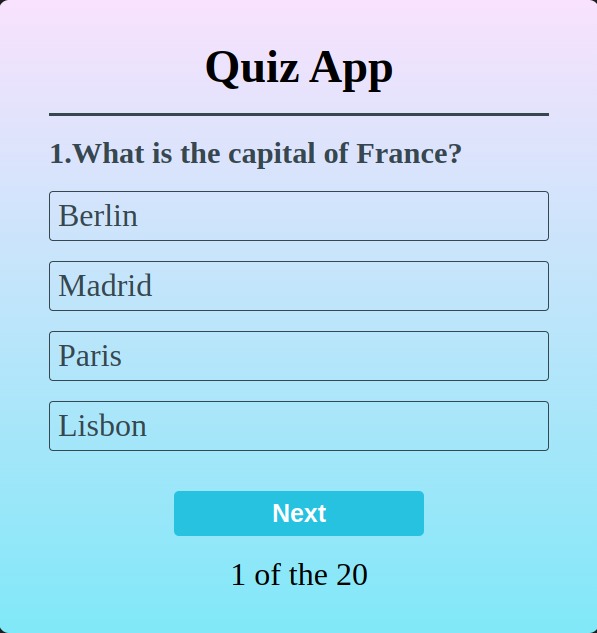 Quiz App
1.What is the capital of France?
Berlin
Madrid
Paris
Lisbon
Next
1 of the 20